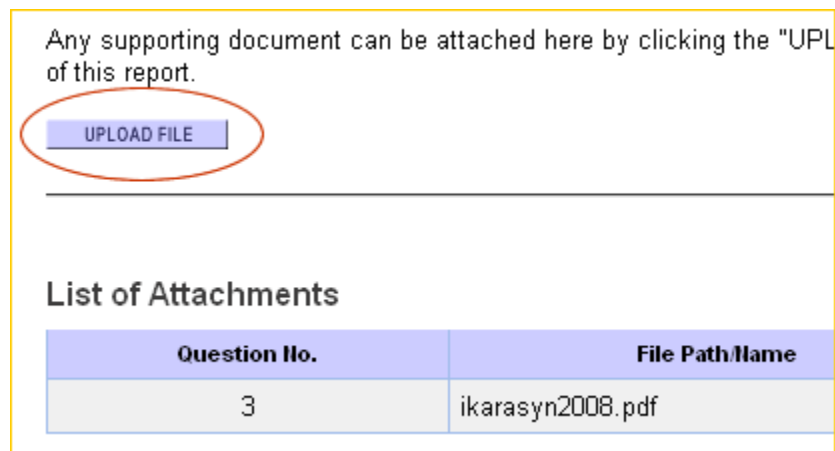 Any supporting document can be attached here by clicking the "UPL
of this report.
UPLOAD FILE
List of Attachments
Question No. File Path/Name
3 ikarasyn2008.pdf